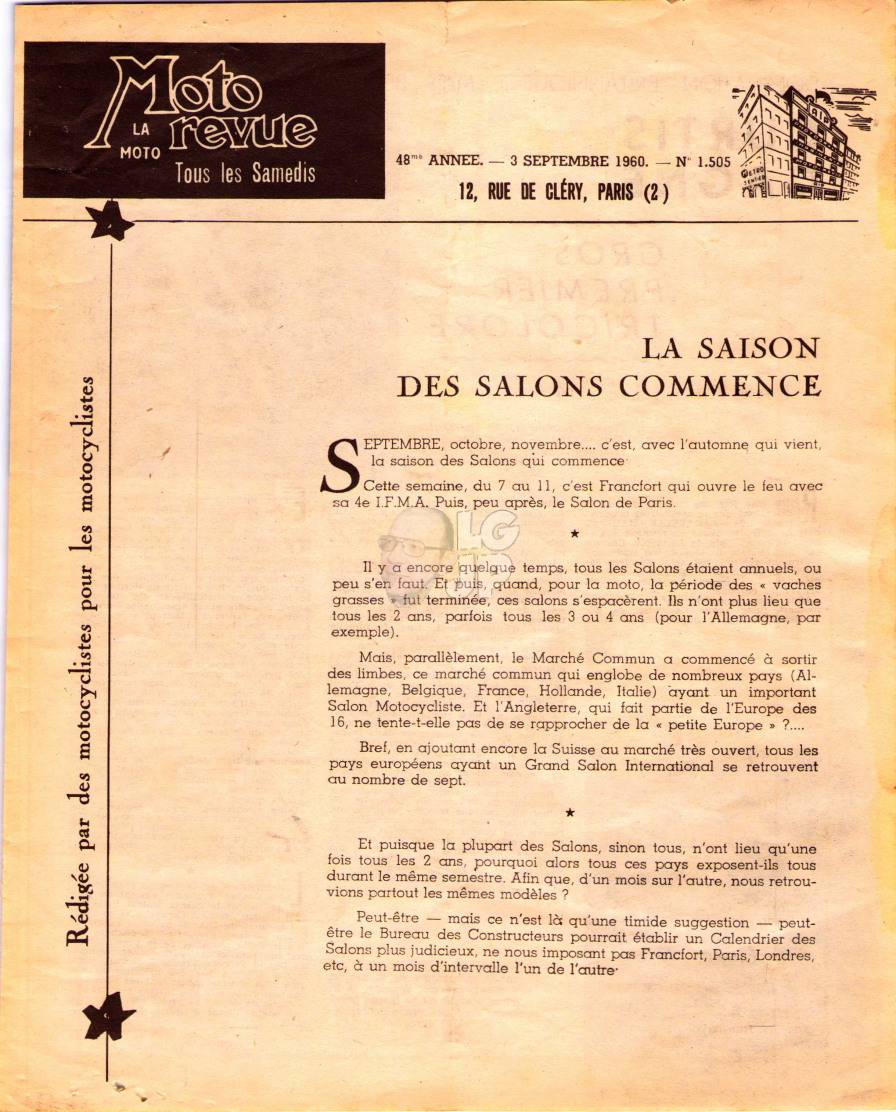 Moto
LA revue
MOTO
Tous les Samedis
48me ANNEE. — 3 SEPTEMBRE 1960. — N° 1.505
12, RUE DE CLÉRY, PARIS (2)
METRO
SENTIER
Rédigée par des motocyclistes pour les motocyclistes
LA SAISON
DES SALONS COMMENCE
SEPTEMBRE, octobre, novembre.... c'est, avec l'automne qui vient,
la saison des Salons qui commence·
Cette semaine, du 7 au 11, c'est Francfort qui ouvre le feu avec
sa 4e I.F.M.A. Puis, peu après, le Salon de Paris.
★
LG
UP
Il y a encore quelque temps, tous les Salons étaient annuels, ou
peu s'en faut. Et puis, quand, pour la moto, la période des « vaches
grasses » fut terminée, ces salons s'espacèrent. Ils n'ont plus lieu que
tous les 2 ans, parfois tous les 3 ou 4 ans (pour l'Allemagne, par
exemple).
Mais, parallèlement, le Marché Commun a commencé à sortir
des limbes, ce marché commun qui englobe de nombreux pays (Al-
lemagne, Belgique, France, Hollande, Italie) ayant un important
Salon Motocycliste. Et l'Angleterre, qui fait partie de l'Europe des
16, ne tente-t-elle pas de se rapprocher de la « petite Europe » ?....
Bref, en ajoutant encore la Suisse au marché très ouvert, tous les
pays européens ayant un Grand Salon International se retrouvent
au nombre de sept.
★
Et puisque la plupart des Salons, sinon tous, n'ont lieu qu'une
fois tous les 2 ans, pourquoi alors tous ces pays exposent-ils tous
durant le même semestre. Afin que, d'un mois sur l'autre, nous retrou-
vions partout les mêmes modèles ?
Peut-être — mais ce n'est là qu'une timide suggestion — peut-
être le Bureau des Constructeurs pourrait établir un Calendrier des
Salons plus judicieux, ne nous imposant pas Francfort, Paris, Londres,
etc, à un mois d'intervalle l'un de l'autre·